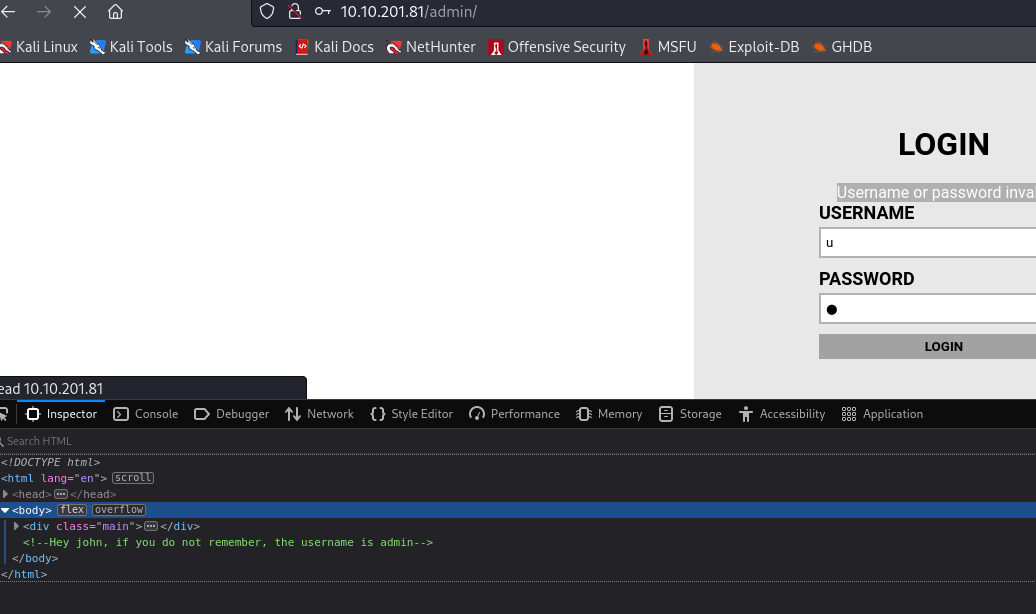 10.10.201.81/admin/
Kali Linux Kali Tools Kali Forums Kali Docs NetHunter Offensive Security MSFU Exploit-DB GHDB
LOGIN
Username or password inva
USERNAME
u
PASSWORD
LOGIN
ead 10.10.201.81
Inspector Console Debugger Network Style Editor Performance Memory Storage Accessibility Application
Search HTML
<!DOCTYPE html>
<html lang="en"> scroll
<head> ••• </head>
<body> flex overflow
<div class="main"> ••• </div>
<!--Hey john, if you do not remember, the username is admin-->
</body>
</html>